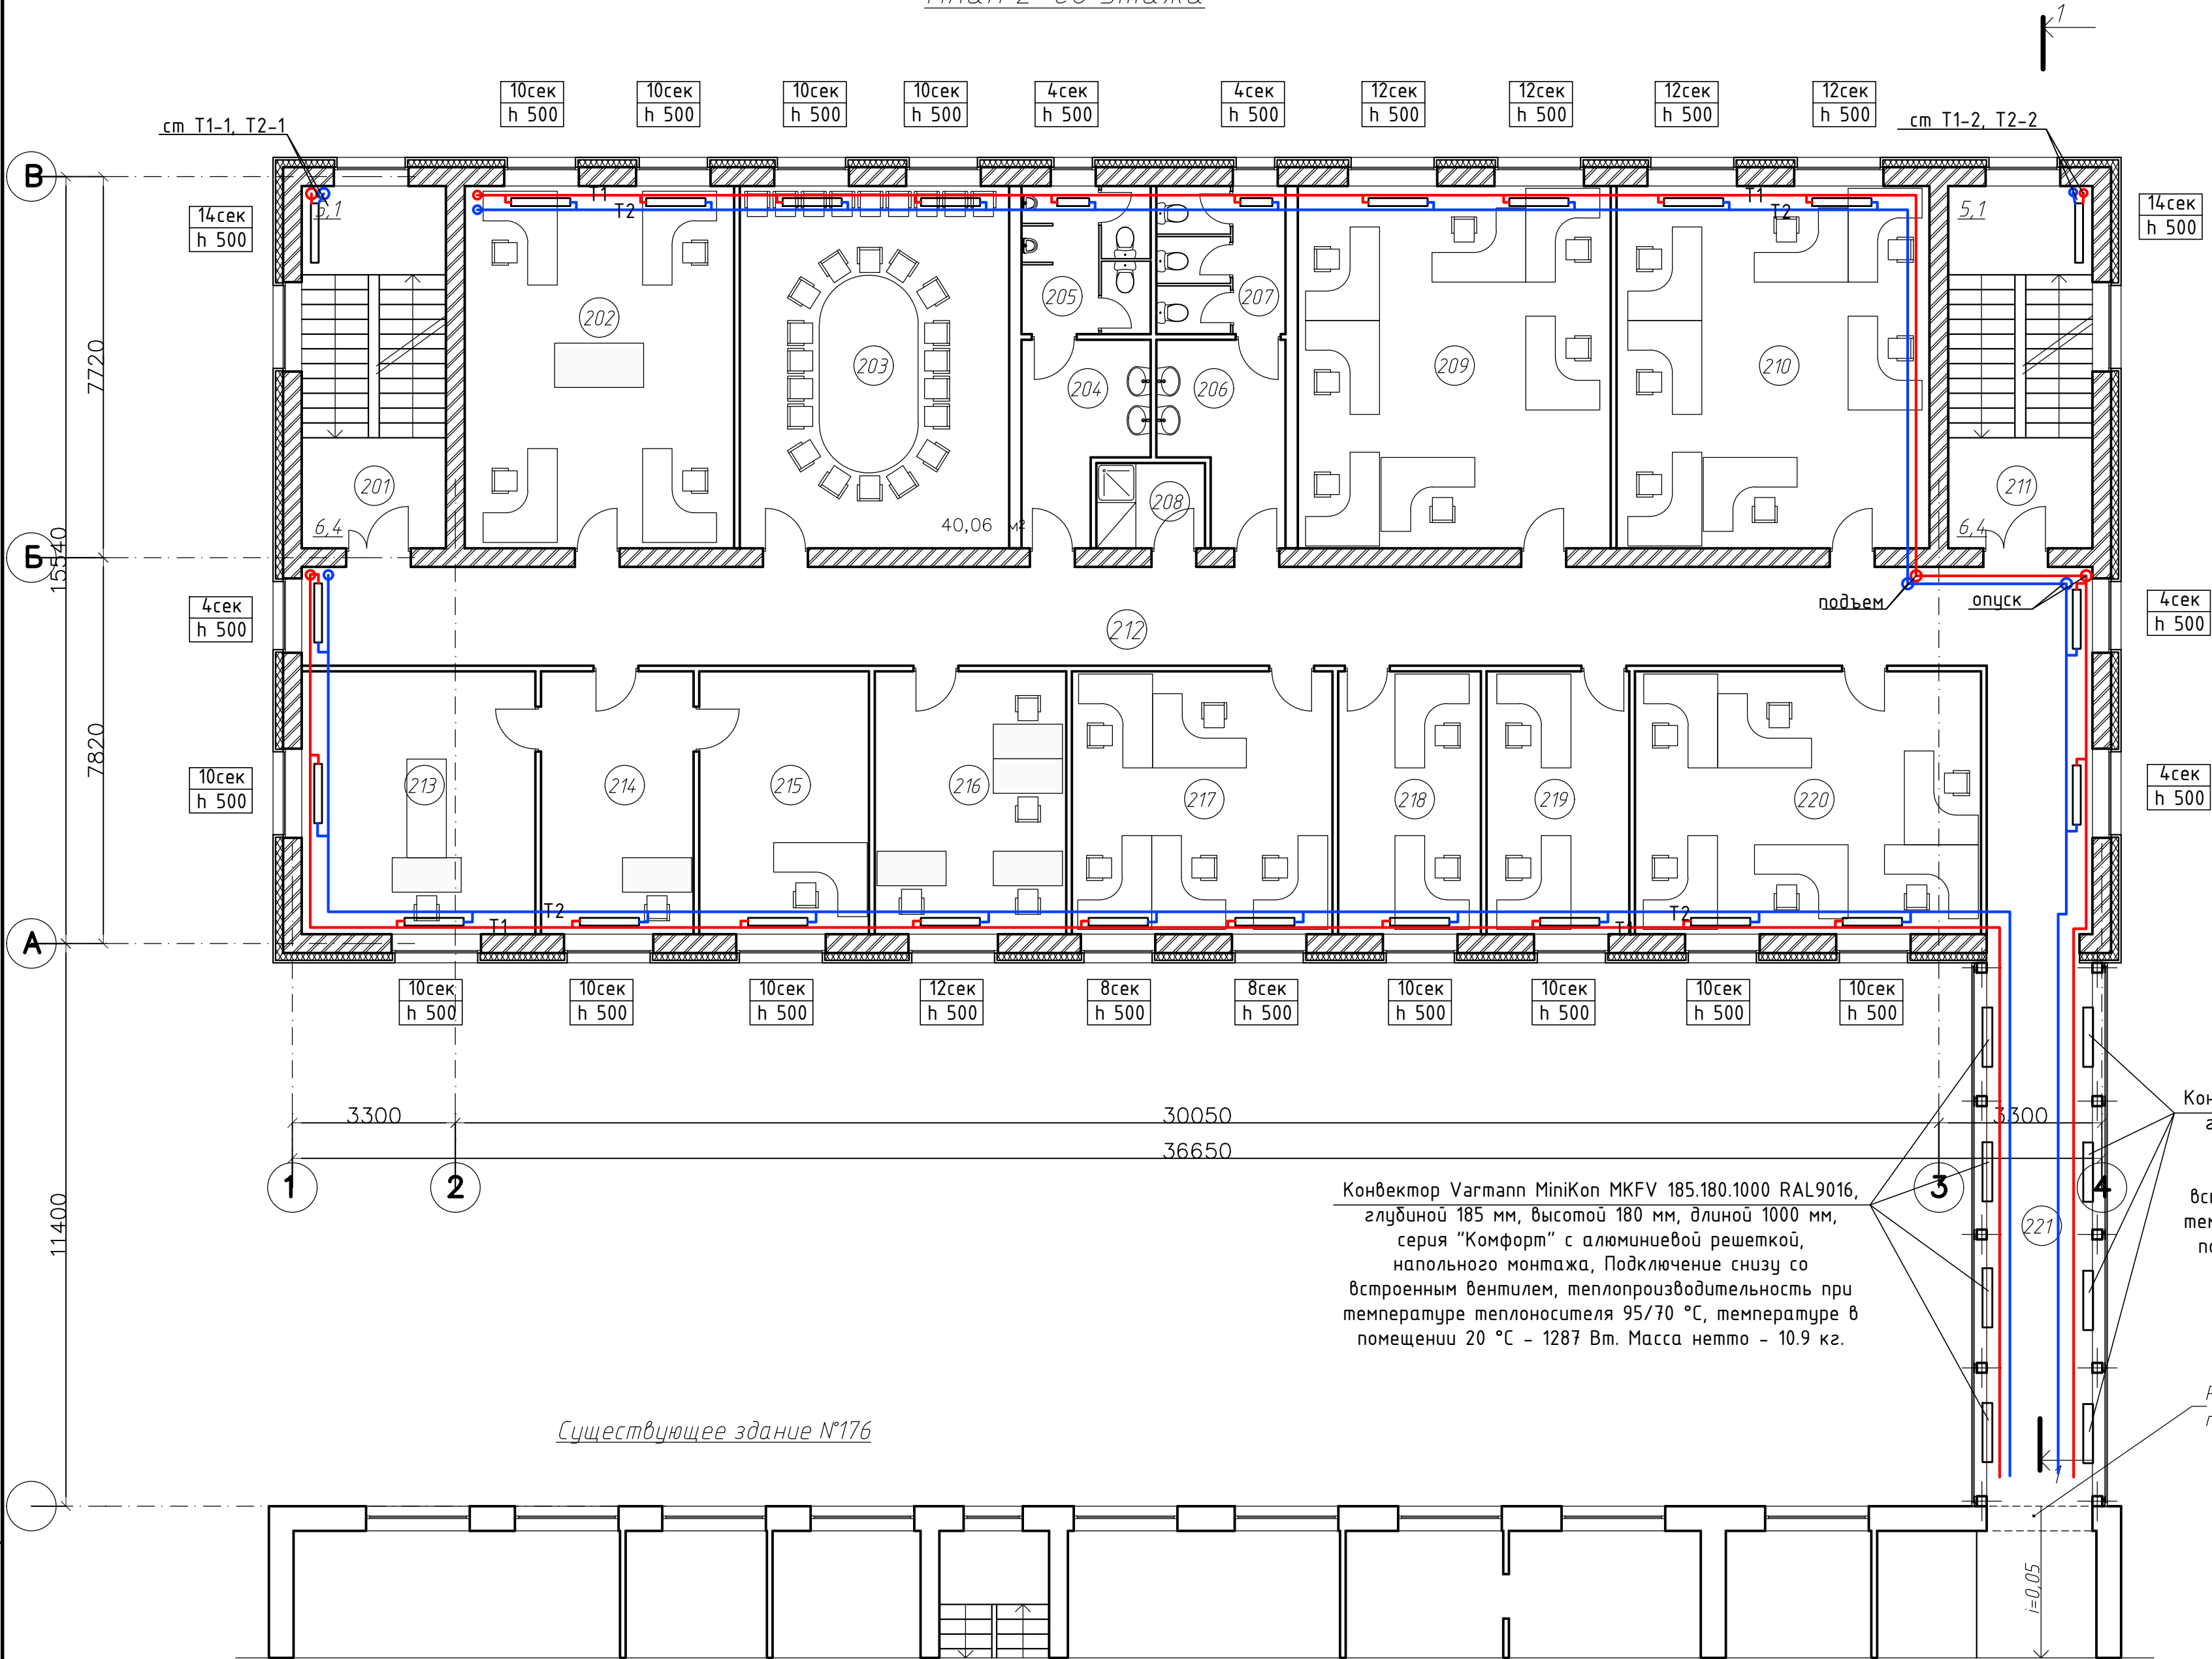 План 2-го этажа
1
10сек
h 500
10сек
h 500
10сек
h 500
10сек
h 500
4сек
h 500
4сек
h 500
12сек
h 500
12сек
h 500
12сек
h 500
12сек
h 500
ст Т1-1, Т2-1
ст Т1-2, Т2-2
В
14сек
h 500
14сек
h 500
5,1
5,1
Т1
Т2
Т1
Т2
202
203
205
207
204
206
209
210
208
201
211
6,4
6,4
40,06 м²
7720
15540
Б
4сек
h 500
4сек
h 500
подъем
опуск
212
7820
10сек
h 500
4сек
h 500
213
214
215
216
217
218
219
220
Т1
Т2
Т1
Т2
А
10сек
h 500
10сек
h 500
10сек
h 500
12сек
h 500
8сек
h 500
8сек
h 500
10сек
h 500
10сек
h 500
10сек
h 500
10сек
h 500
3300
30050
3300
36650
1
2
3
4
11400
221
Конвектор Varmann MiniKon MKFV 185.180.1000 RAL9016,
глубиной 185 мм, высотой 180 мм, длиной 1000 мм,
серия "Комфорт" с алюминиевой решеткой,
напольного монтажа, Подключение снизу со
встроенным вентилем, теплопроизводительность при
температуре теплоносителя 95/70 °С, температуре в
помещении 20 °С - 1287 Вт. Масса нетто - 10.9 кг.
Существующее здание №176
1
i=0,05